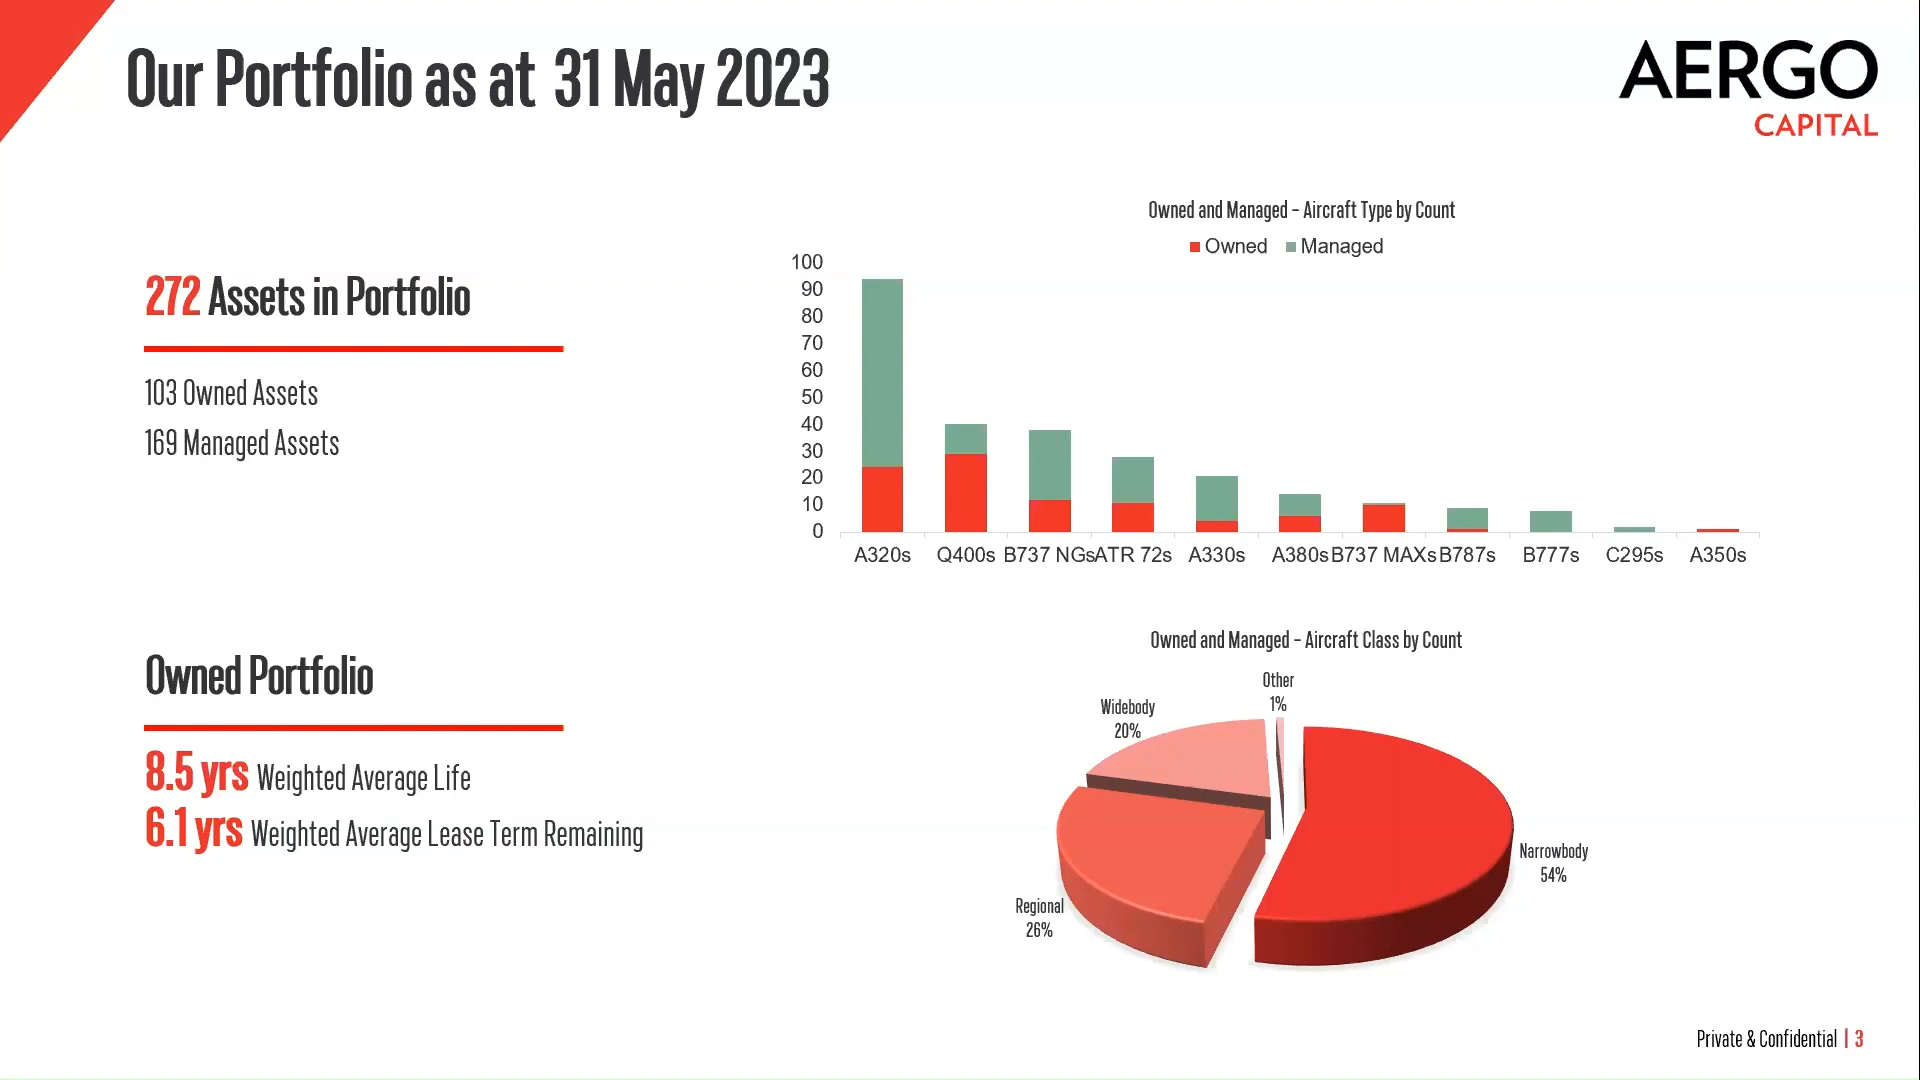 Our Portfolio as at 31 May 2023
AERGO
CAPITAL
272 Assets in Portfolio
103 Owned Assets
169 Managed Assets
Owned and Managed – Aircraft Type by Count
Owned Managed
100
90
80
70
60
50
40
30
20
10
0
A320s Q400s B737 NGs ATR 72s A330s A380s B737 MAXs B787s B777s C295s A350s
Owned Portfolio
8.5 yrs Weighted Average Life
6.1 yrs Weighted Average Lease Term Remaining
Owned and Managed – Aircraft Class by Count
Other
1%
Widebody
20%
Narrowbody
54%
Regional
26%
Private & Confidential | 3